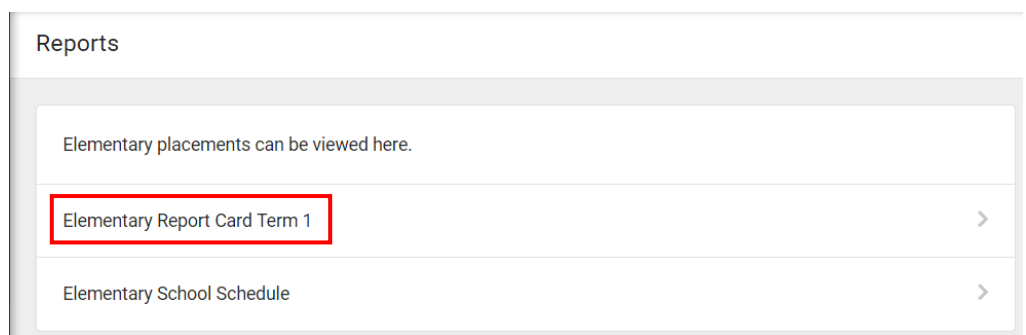 Reports
Elementary placements can be viewed here.
Elementary Report Card Term 1
Elementary School Schedule